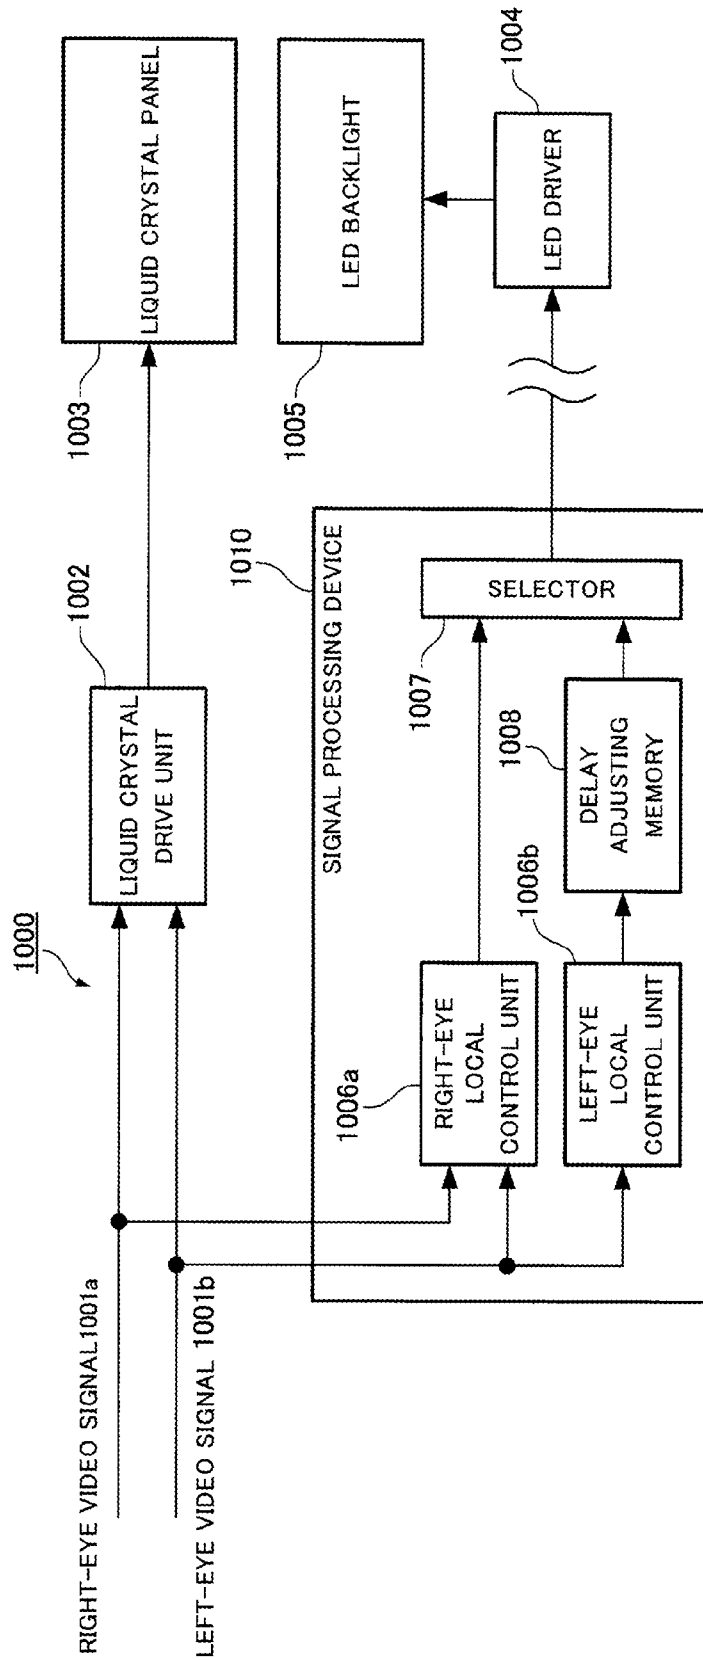 1000
RIGHT-EYE VIDEO SIGNAL1001a
LEFT-EYE VIDEO SIGNAL 1001b
1002
LIQUID CRYSTAL
DRIVE UNIT
1003
LIQUID CRYSTAL PANEL
1005
LED BACKLIGHT
1004
LED DRIVER
1010
SIGNAL PROCESSING DEVICE
1006a
RIGHT-EYE
LOCAL
CONTROL UNIT
1006b
LEFT-EYE
LOCAL
CONTROL UNIT
1008
DELAY
ADJUSTING
MEMORY
1007
SELECTOR